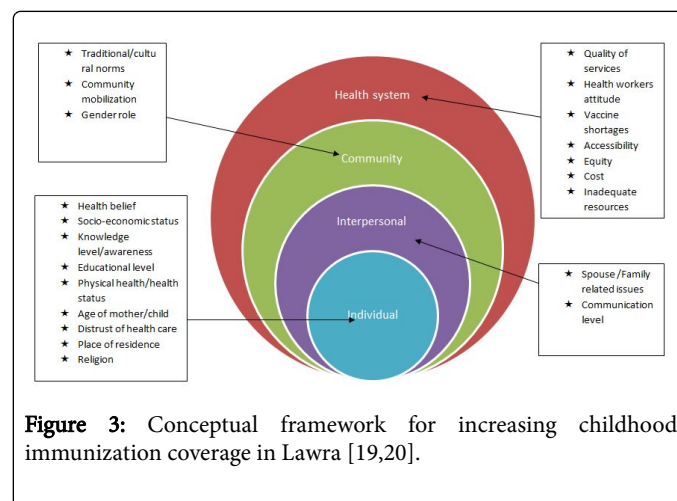 ★ Traditional/cultu
ral norms
★ Community
mobilization
★ Gender role
★ Health belief
★ Socio-economic status
★ Knowledge
level/awareness
★ Educational level
★ Physical health/health
status
★ Age of mother/child
★ Distrust of health care
★ Place of residence
★ Religion
Health system
Community
Interpersonal
Individual
★ Quality of
services
★ Health workers
attitude
★ Vaccine
shortages
★ Accessibility
★ Equity
★ Cost
★ Inadequate
resources
★ Spouse/Family
related issues
★ Communication
level
Figure 3: Conceptual framework for increasing childhood
immunization coverage in Lawra [19,20].